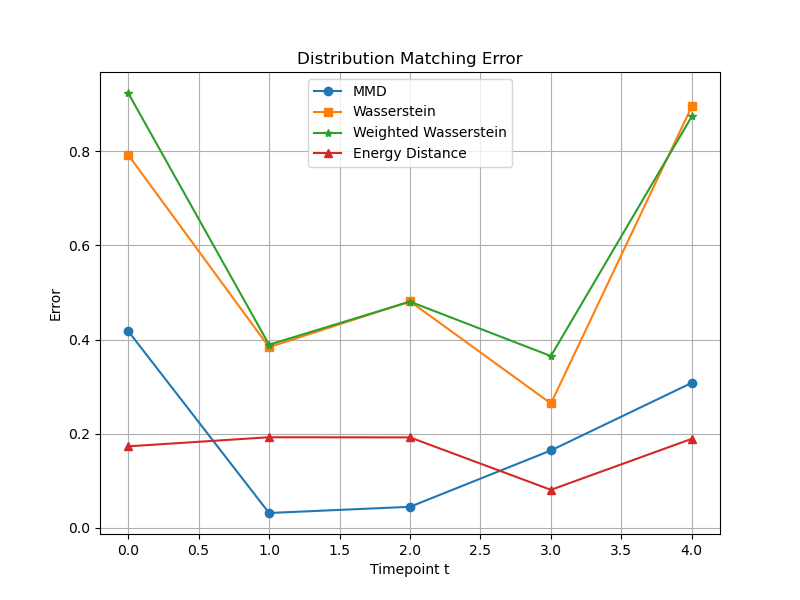 Distribution Matching Error
MMD
Wasserstein
Weighted Wasserstein
Energy Distance
Error
0.8
0.6
0.4
0.2
0.0
0.0 0.5 1.0 1.5 2.0 2.5 3.0 3.5 4.0
Timepoint t